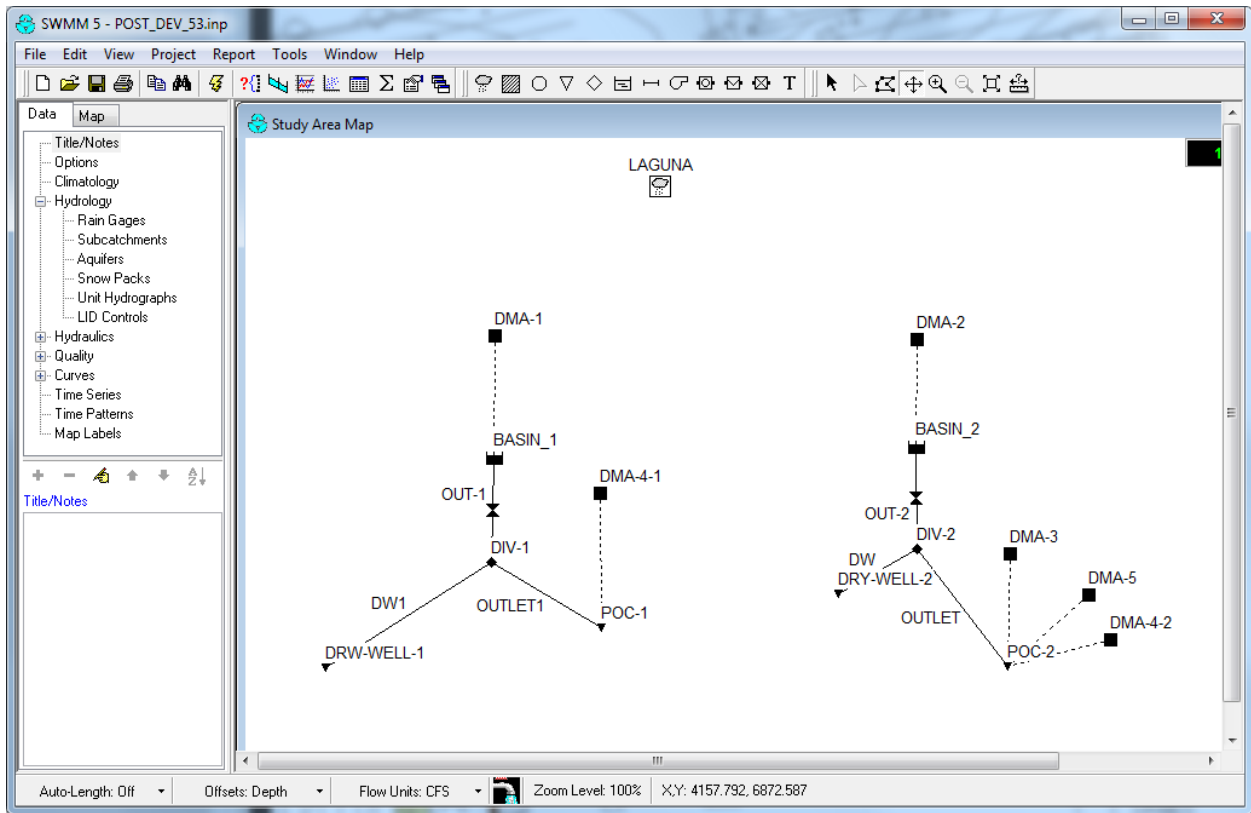 SWMM 5 - POST_DEV_53.inp
File Edit View Project Report Tools Window Help
T
Data Map
Title/Notes
Options
Climatology
Hydrology
Rain Gages
Subcatchments
Aquifers
Snow Packs
Unit Hydrographs
LID Controls
Hydraulics
Quality
Curves
Time Series
Time Patterns
Map Labels
Title/Notes
Study Area Map
1
LAGUNA
DMA-1
BASIN_1
OUT-1
DMA-4-1
DIV-1
DW1
OUTLET1
POC-1
DRW-WELL-1
DMA-2
BASIN_2
OUT-2
DIV-2
DMA-3
DW
DRY-WELL-2
DMA-5
OUTLET
DMA-4-2
POC-2
Auto-Length: Off Offsets: Depth Flow Units: CFS Zoom Level: 100% X,Y: 4157.792, 6872.587